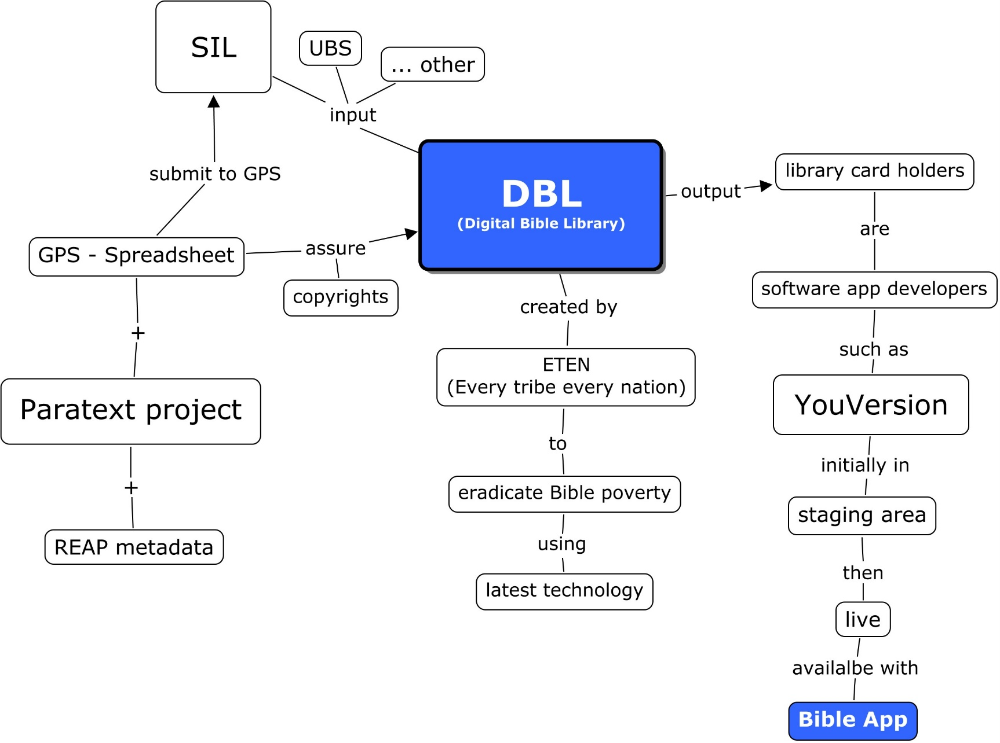 SIL
UBS
... other
input
submit to GPS
GPS - Spreadsheet
assure
copyrights
+
Paratext project
+
REAP metadata
DBL
(Digital Bible Library)
created by
ETEN
(Every tribe every nation)
to
eradicate Bible poverty
using
latest technology
output
library card holders
are
software app developers
such as
YouVersion
initially in
staging area
then
live
availalbe with
Bible App